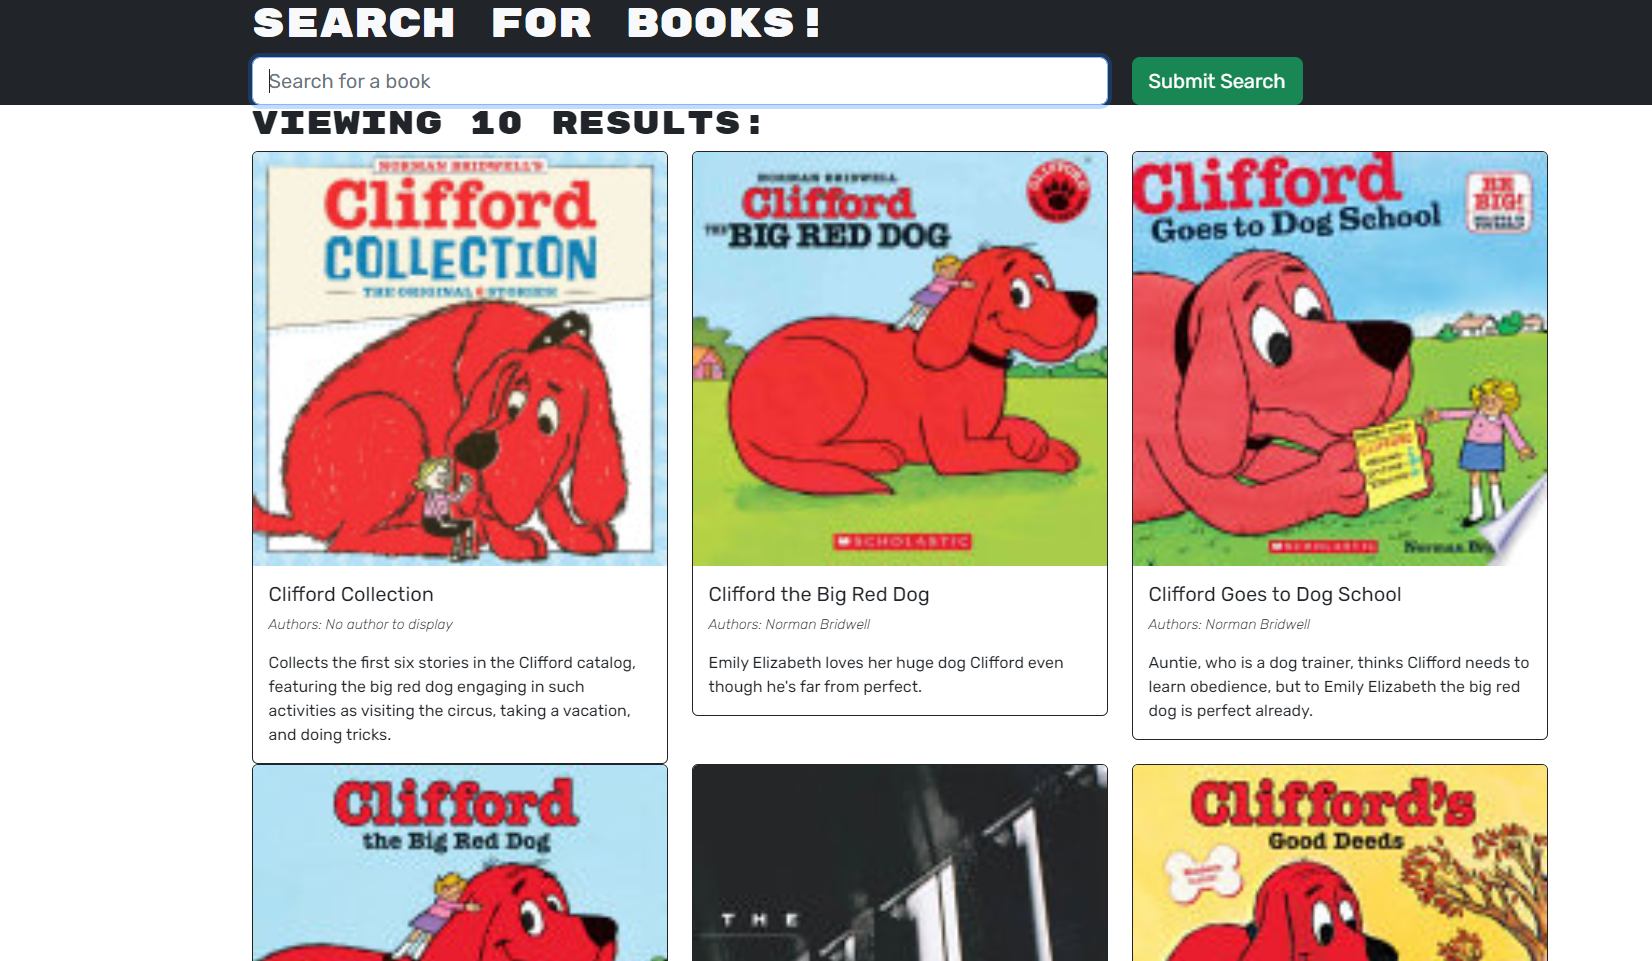 SEARCH FOR BOOKS!
Search for a book
Submit Search
VIEWING 10 RESULTS:
NORMAN BRIDWELL'S
Clifford
COLLECTION
THE ORIGINAL 6 STORIES
NORMAN BRIDWELL
Clifford
THE BIG RED DOG
CLIFFORD
SCHOLASTIC
Clifford
Goes to Dog School
BE
BIG!
SCHOLASTIC
Norman
Clifford Collection
Authors: No author to display
Collects the first six stories in the Clifford catalog,
featuring the big red dog engaging in such
activities as visiting the circus, taking a vacation,
and doing tricks.
Clifford the Big Red Dog
Authors: Norman Bridwell
Emily Elizabeth loves her huge dog Clifford even
though he's far from perfect.
Clifford Goes to Dog School
Authors: Norman Bridwell
Auntie, who is a dog trainer, thinks Clifford needs to
learn obedience, but to Emily Elizabeth the big red
dog is perfect already.
Clifford
the Big Red Dog
THE
Clifford's
Good Deeds